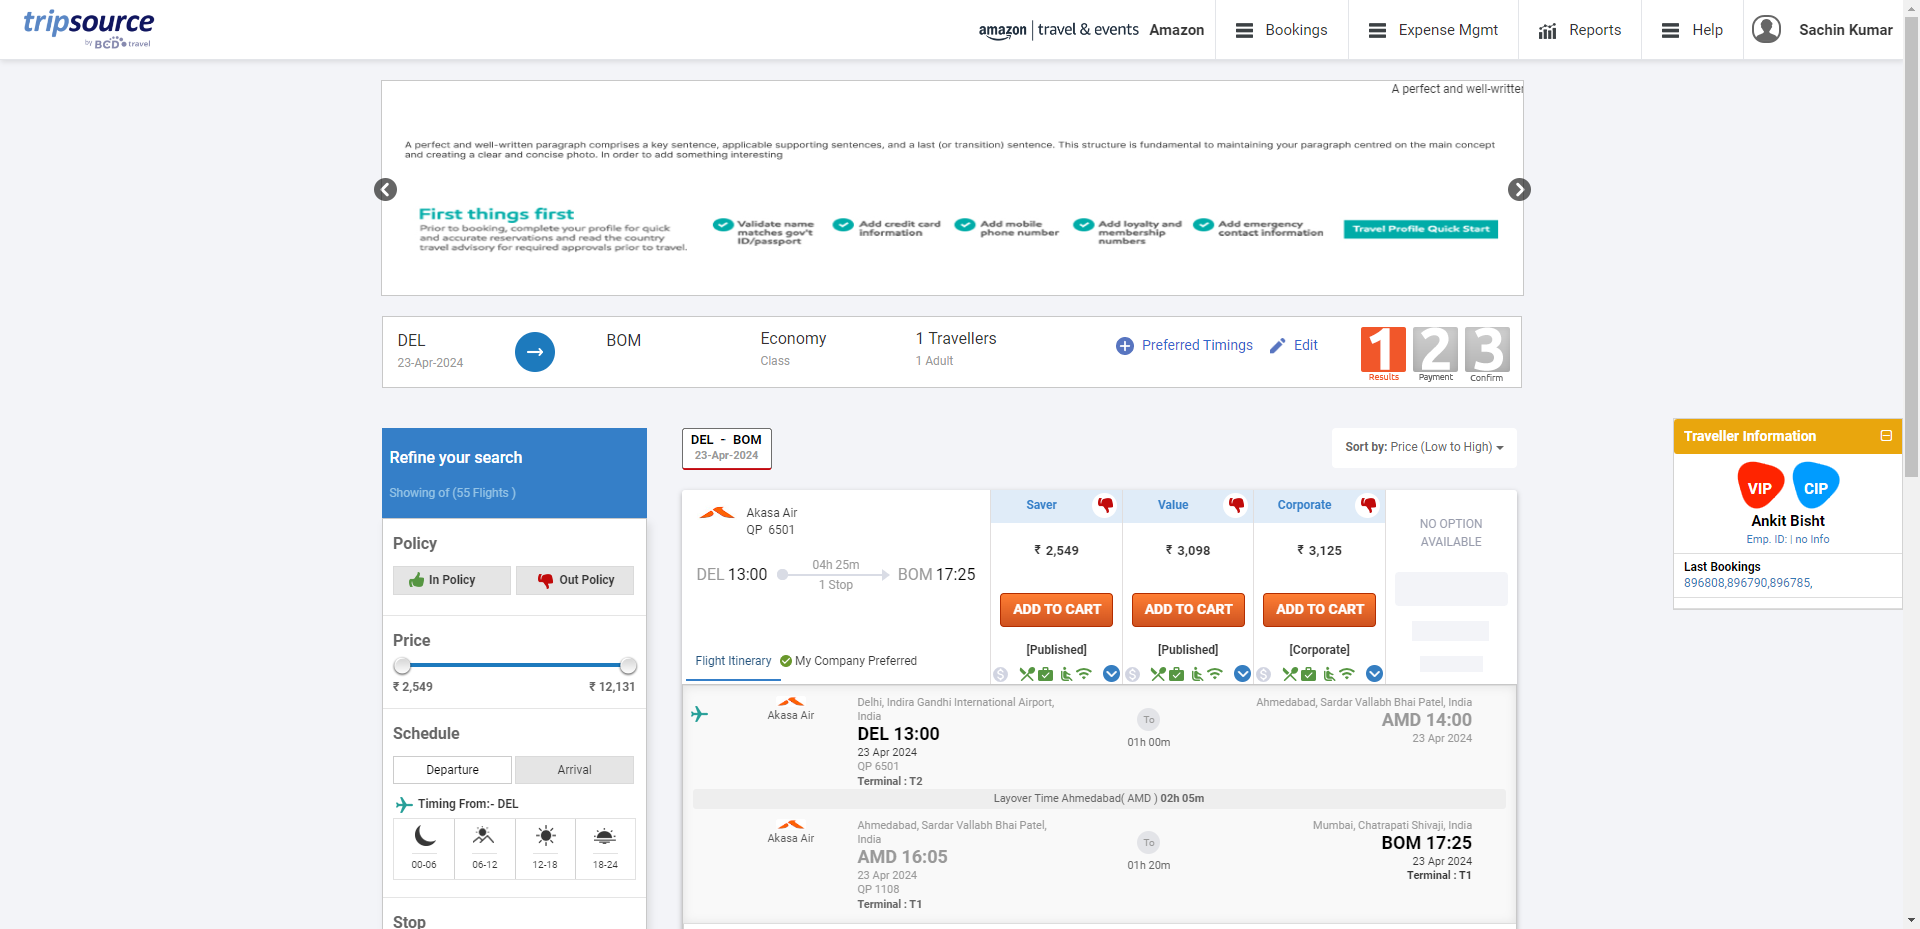 tripsource
by BCD travel
amazon | travel & events Amazon
Bookings
Expense Mgmt
Reports
Help
Sachin Kumar
A perfect and well-written
A perfect and well-written paragraph comprises a key sentence, applicable supporting sentences, and a last (or transition) sentence. This structure is fundamental to maintaining your paragraph centred on the main concept
and creating a clear and concise photo. In order to add something interesting
First things first
Prior to booking, complete your profile for quick
and accurate reservations and read the country
travel advisory for required approvals prior to travel.
Validate name
matches gov't
ID/passport
Add credit card
information
Add mobile
phone number
Add loyalty and
membership
numbers
Add emergency
contact information
Travel Profile Quick Start
DEL
23-Apr-2024
BOM
Economy
Class
1 Travellers
1 Adult
Preferred Timings
Edit
1
Results
2
Payment
3
Confirm
Refine your search
Showing of (55 Flights )
Policy
In Policy
Out Policy
Price
₹ 2,549
₹ 12,131
Schedule
Departure
Arrival
Timing From:- DEL
00-06
06-12
12-18
18-24
Stop
DEL - BOM
23-Apr-2024
Sort by: Price (Low to High)
Akasa Air
QP 6501
DEL 13:00
04h 25m
1 Stop
BOM 17:25
Flight Itinerary
My Company Preferred
Saver
₹ 2,549
ADD TO CART
[Published]
Value
₹ 3,098
ADD TO CART
[Published]
Corporate
₹ 3,125
ADD TO CART
[Corporate]
NO OPTION
AVAILABLE
Akasa Air
Delhi, Indira Gandhi International Airport,
India
DEL 13:00
23 Apr 2024
QP 6501
Terminal : T2
To
01h 00m
Ahmedabad, Sardar Vallabh Bhai Patel, India
AMD 14:00
23 Apr 2024
Layover Time Ahmedabad( AMD ) 02h 05m
Akasa Air
Ahmedabad, Sardar Vallabh Bhai Patel,
India
AMD 16:05
23 Apr 2024
QP 1108
Terminal : T1
To
01h 20m
Mumbai, Chatrapati Shivaji, India
BOM 17:25
23 Apr 2024
Terminal : T1
Traveller Information
VIP
CIP
Ankit Bisht
Emp. ID: | no Info
Last Bookings
896808,896790,896785,